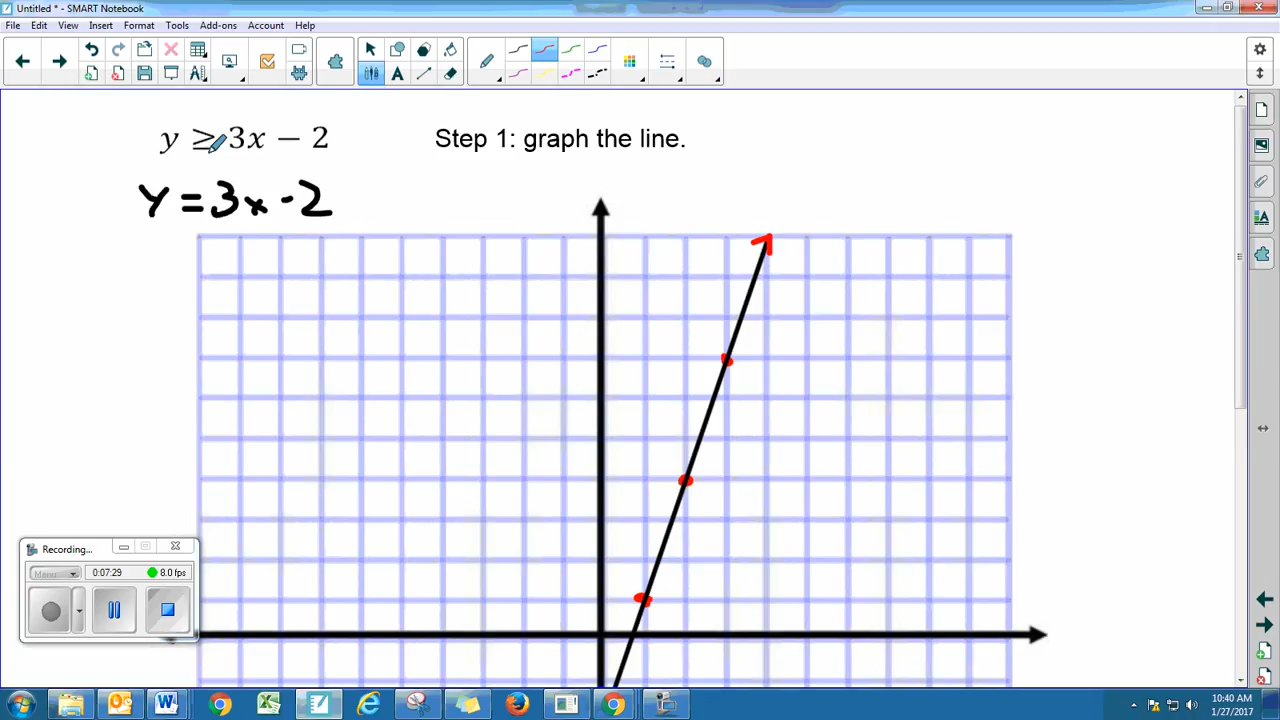 Untitled * - SMART Notebook
File Edit View Insert Format Tools Add-ons Account Help
y ≥ 3x − 2
Step 1: graph the line.
Y = 3x - 2
Recording...
Menu
0:07:29
8.0 fps
10:40 AM
1/27/2017